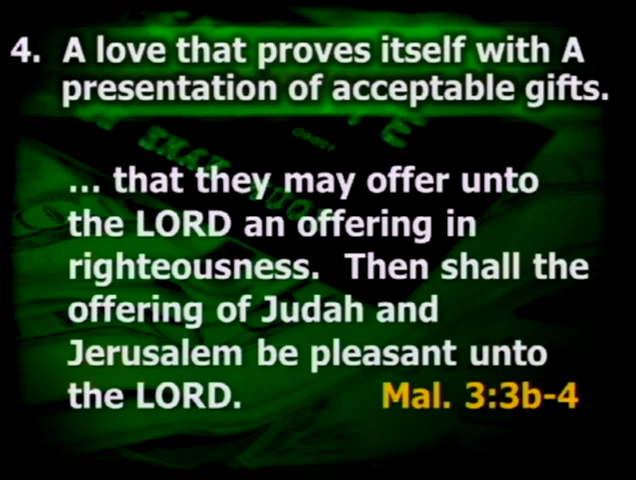 4. A love that proves itself with A
presentation of acceptable gifts.
... that they may offer unto
the LORD an offering in
righteousness. Then shall the
offering of Judah and
Jerusalem be pleasant unto
the LORD. Mal. 3:3b-4